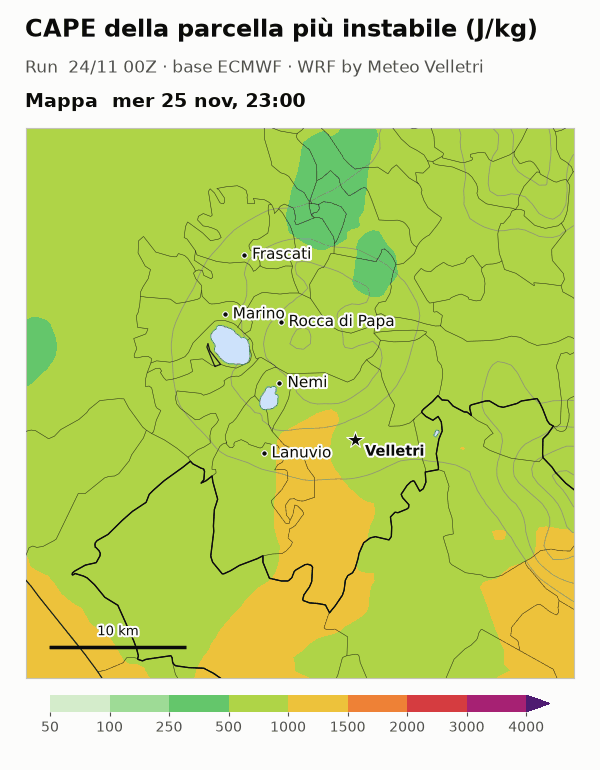 CAPE della parcella più instabile (J/kg)
Run  24/11 00Z · base ECMWF · WRF by Meteo Velletri
Mappa  mer 25 nov, 23:00
Frascati
Marino
Rocca di Papa
Nemi
Velletri
Lanuvio
10 km
50 100 250 500 1000 1500 2000 3000 4000